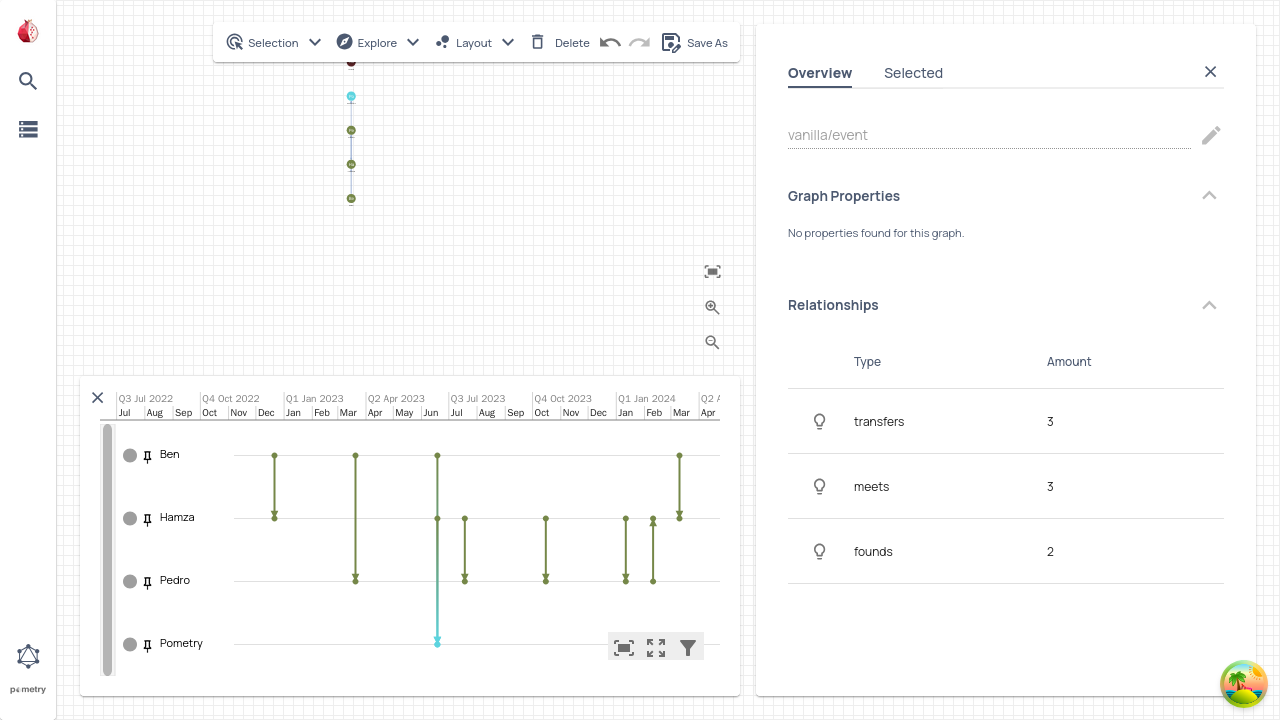 Selection Explore Layout Delete Save As
Overview Selected
vanilla/event
Graph Properties
No properties found for this graph.
Relationships
Type Amount
transfers 3
meets 3
founds 2
Q3 Jul 2022 Q4 Oct 2022 Q1 Jan 2023 Q2 Apr 2023 Q3 Jul 2023 Q4 Oct 2023 Q1 Jan 2024 Q2 A
Jul Aug Sep Oct Nov Dec Jan Feb Mar Apr May Jun Jul Aug Sep Oct Nov Dec Jan Feb Mar Apr
Ben
Hamza
Pedro
Pometry
pometry